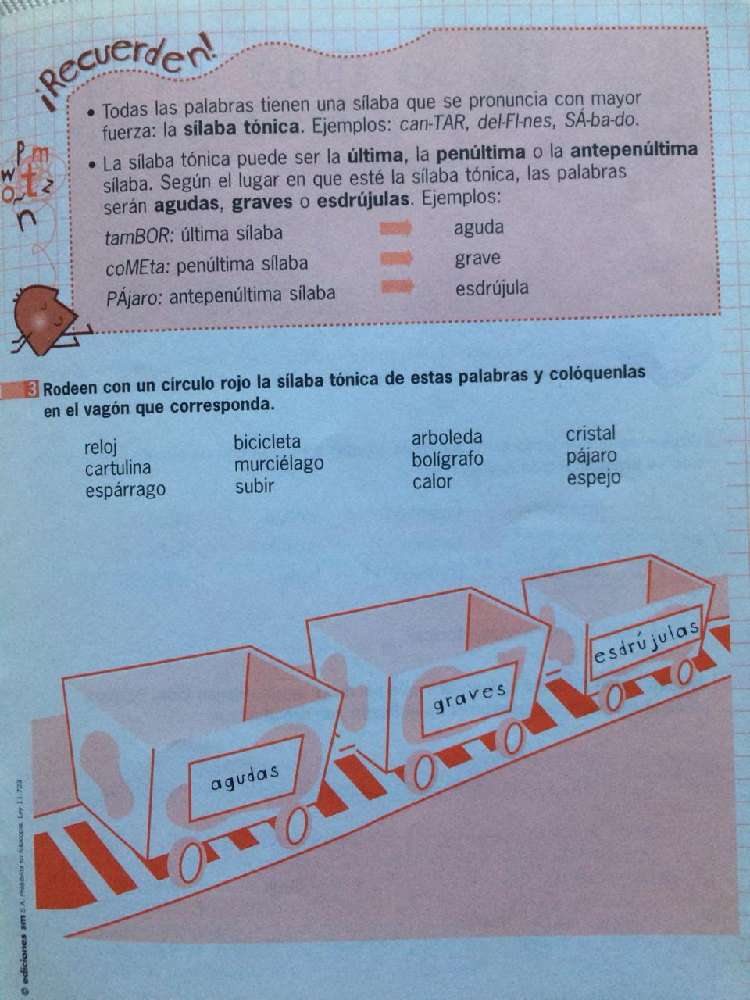 ¡Recuerden!
• Todas las palabras tienen una sílaba que se pronuncia con mayor
fuerza: la sílaba tónica. Ejemplos: can-TAR, del-FI-nes, SÁ-ba-do.
• La sílaba tónica puede ser la última, la penúltima o la antepenúltima
sílaba. Según el lugar en que esté la sílaba tónica, las palabras
serán agudas, graves o esdrújulas. Ejemplos:
tamBOR: última sílaba aguda
coMEta: penúltima sílaba grave
PÁjaro: antepenúltima sílaba esdrújula
p m
w t z
o ~
n
3 Rodeen con un círculo rojo la sílaba tónica de estas palabras y colóquenlas
en el vagón que corresponda.
reloj bicicleta arboleda cristal
cartulina murciélago bolígrafo pájaro
espárrago subir calor espejo
agudas
graves
esdrújulas
© ediciones sm S.A. Prohibida su fotocopia. Ley 11.723